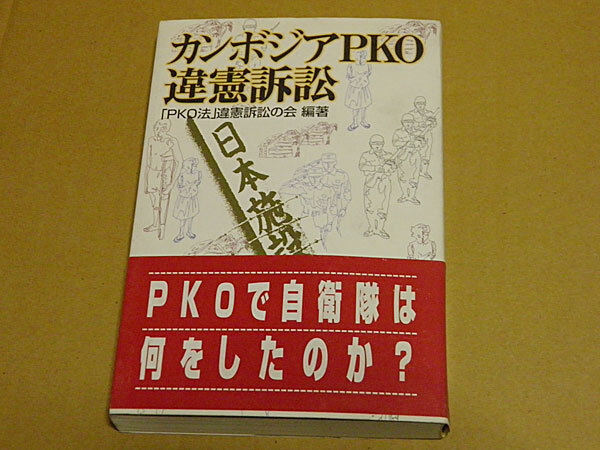 カンボジアPKO
違憲訴訟
「PKO法」違憲訴訟の会 編著
日本施設
PKOで自衛隊は
何をしたのか?